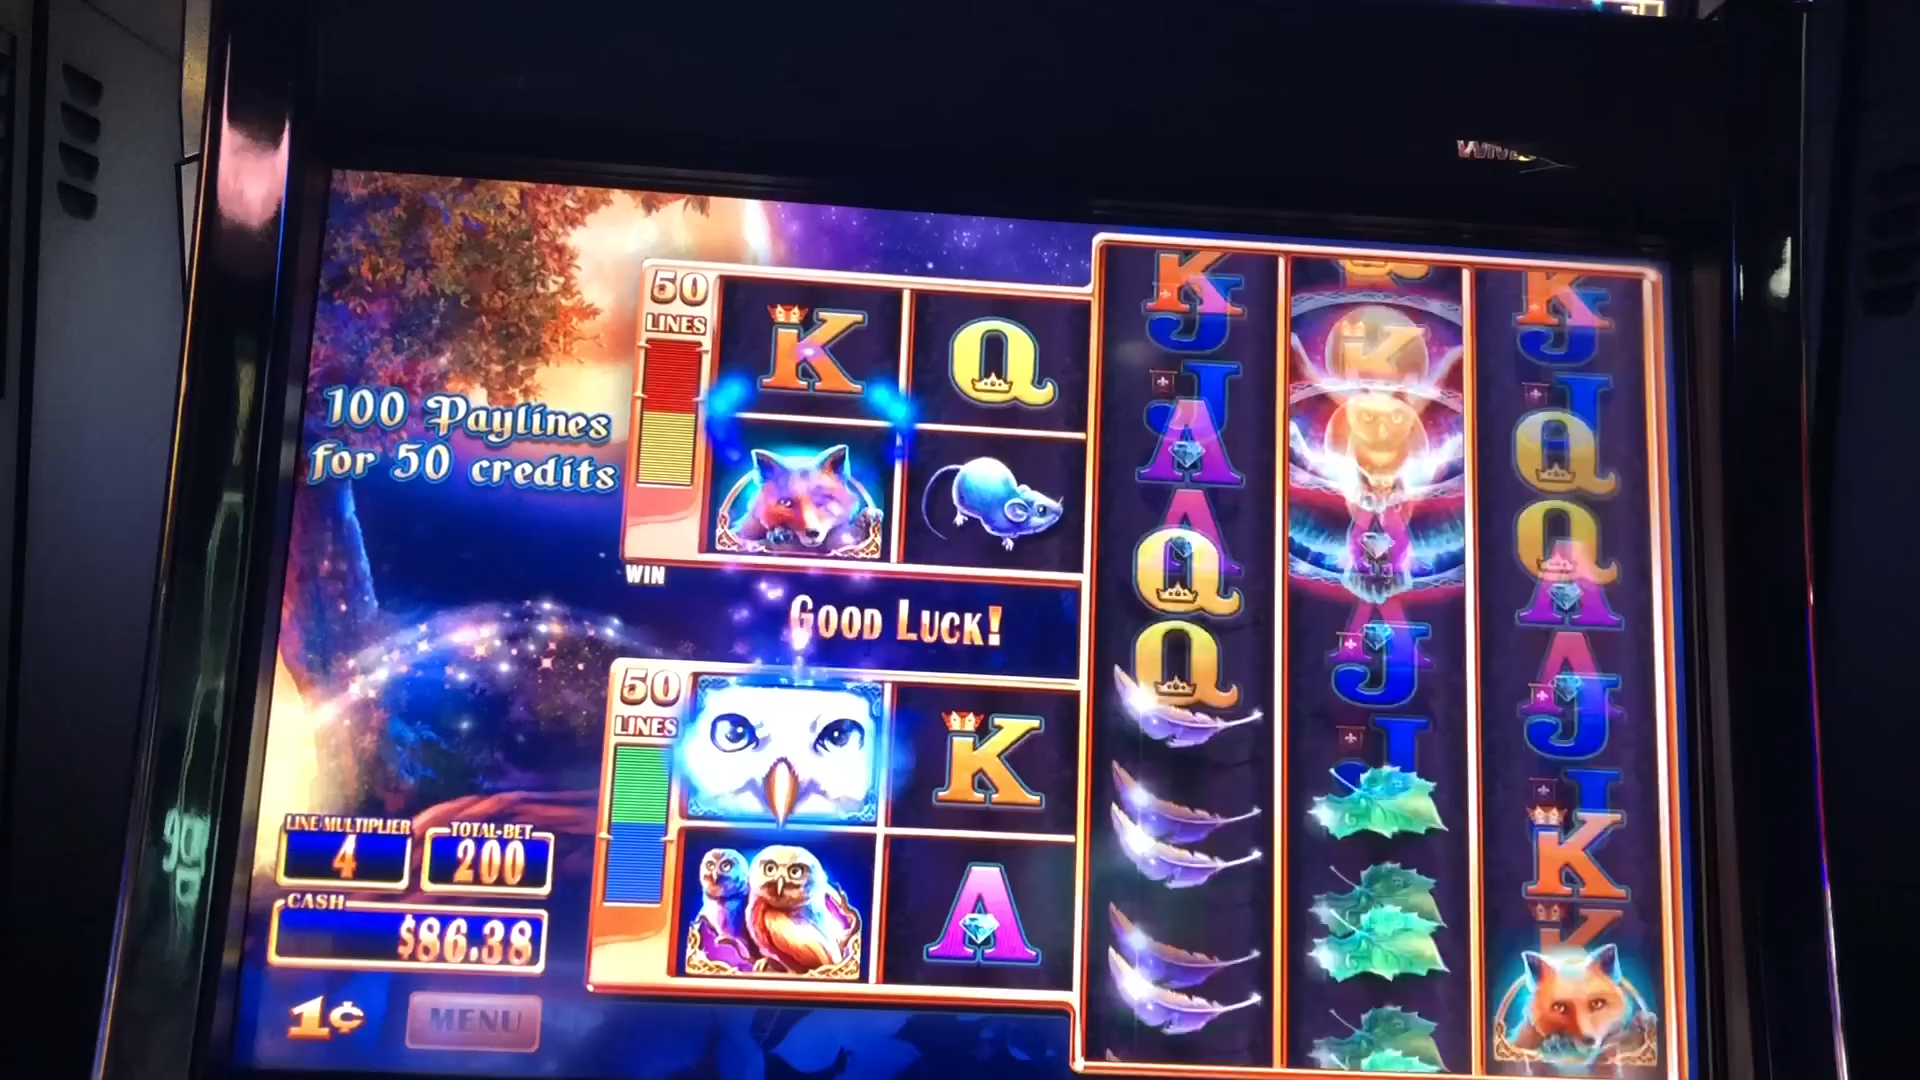 100 Paylines
for 50 credits
50
LINES
K
Q
WIN
GOOD LUCK!
50
LINES
K
A
LINE MULTIPLIER
4
TOTAL-BET
200
CASH
$86.38
1¢
MENU
K
J
J
A
A
Q
Q
K
A
J
J
K
J
J
Q
Q
A
A
J
J
K
K